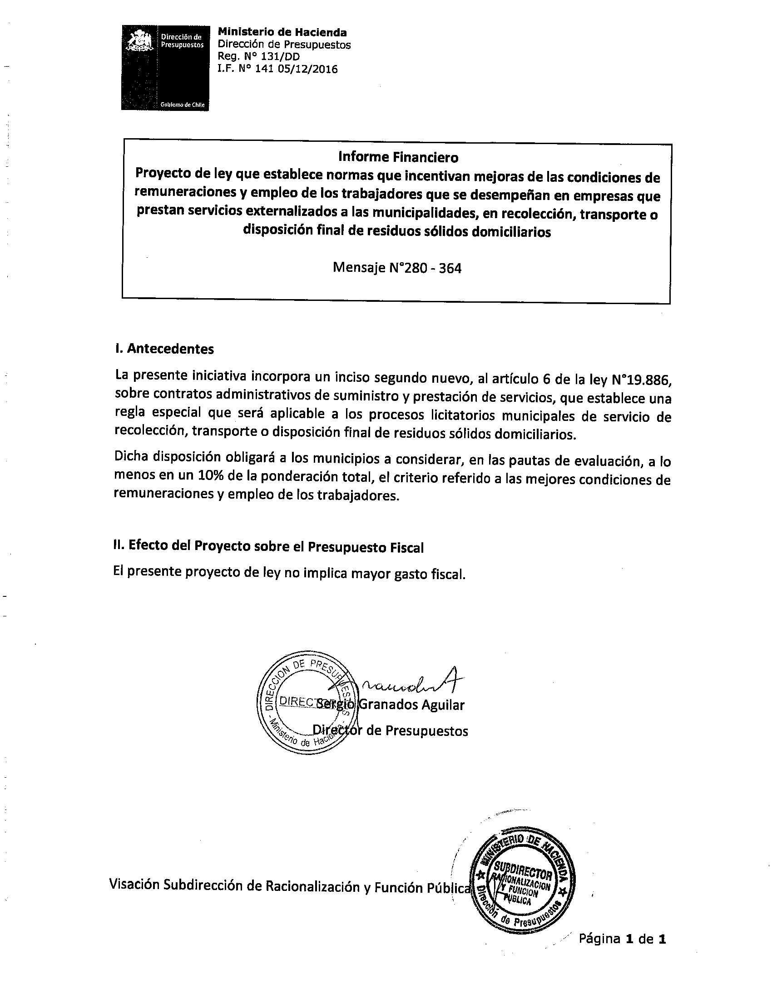 Dirección de
Presupuestos
Gobierno de Chile
Ministerio de Hacienda
Dirección de Presupuestos
Reg. Nº 131/DD
I.F. Nº 141 05/12/2016
Informe Financiero
Proyecto de ley que establece normas que incentivan mejoras de las condiciones de
remuneraciones y empleo de los trabajadores que se desempeñan en empresas que
prestan servicios externalizados a las municipalidades, en recolección, transporte o
disposición final de residuos sólidos domiciliarios
Mensaje N°280 - 364
I. Antecedentes
La presente iniciativa incorpora un inciso segundo nuevo, al artículo 6 de la ley N°19.886,
sobre contratos administrativos de suministro y prestación de servicios, que establece una
regla especial que será aplicable a los procesos licitatorios municipales de servicio de
recolección, transporte o disposición final de residuos sólidos domiciliarios.
Dicha disposición obligará a los municipios a considerar, en las pautas de evaluación, a lo
menos en un 10% de la ponderación total, el criterio referido a las mejores condiciones de
remuneraciones y empleo de los trabajadores.
II. Efecto del Proyecto sobre el Presupuesto Fiscal
El presente proyecto de ley no implica mayor gasto fiscal.
DIRECCION DE PRESUPUESTOS
DIRECTOR
Ministerio de Hacienda
Sergio Granados Aguilar
Director de Presupuestos
MINISTERIO DE HACIENDA
SUBDIRECTOR
RACIONALIZACION
Y FUNCION
PUBLICA
Dirección de Presupuestos
Visación Subdirección de Racionalización y Función Pública
Página 1 de 1